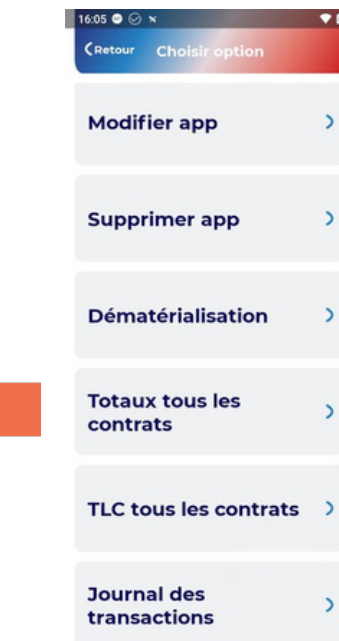 16:05
Retour Choisir option
Modifier app
Supprimer app
Dématérialisation
Totaux tous les
contrats
TLC tous les contrats
Journal des
transactions